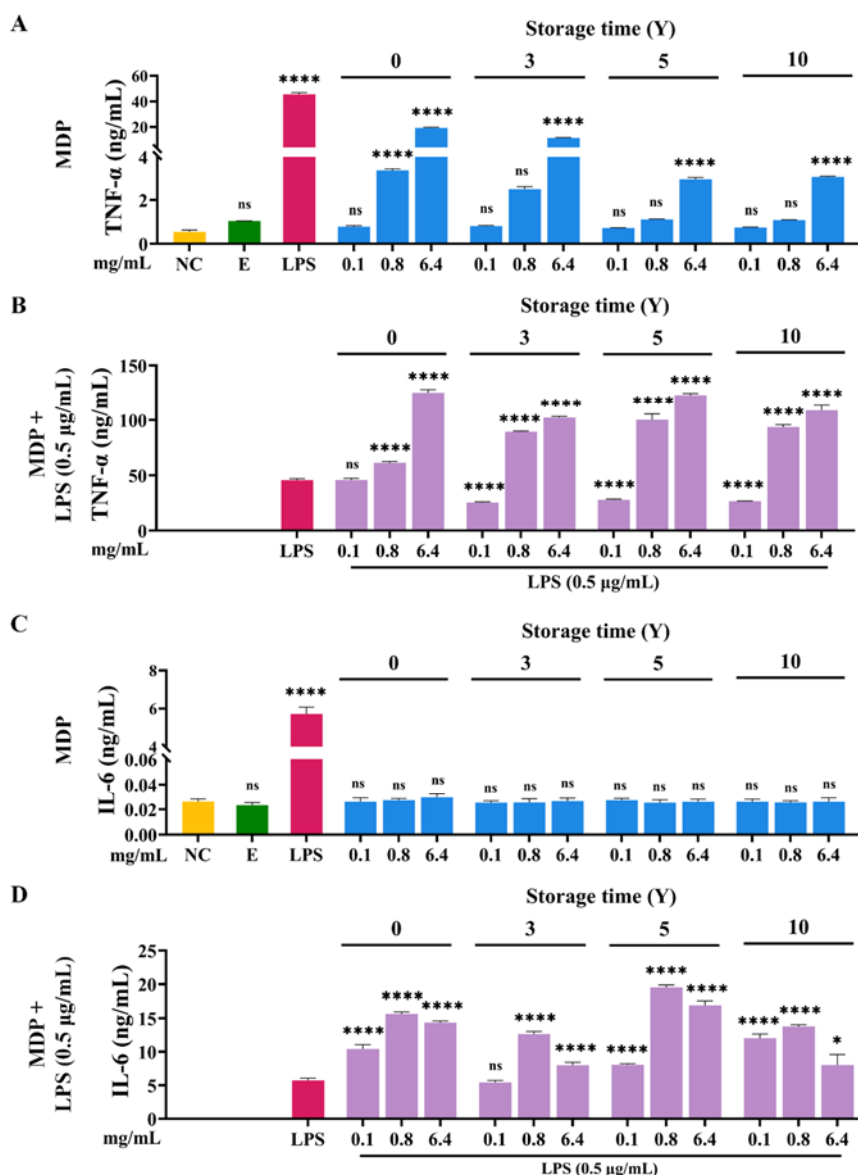 A
Storage time (Y)
0 3 5 10
MDP
TNF-α (ng/mL)
60
40
20
4
2
0
ns **** ns **** **** ns ns **** ns ns **** ns ns ****
mg/mL NC E LPS 0.1 0.8 6.4 0.1 0.8 6.4 0.1 0.8 6.4 0.1 0.8 6.4
B
Storage time (Y)
0 3 5 10
MDP +
LPS (0.5 μg/mL)
TNF-α (ng/mL)
150
100
50
0
ns **** **** **** **** **** **** **** **** **** **** ****
mg/mL LPS 0.1 0.8 6.4 0.1 0.8 6.4 0.1 0.8 6.4 0.1 0.8 6.4
LPS (0.5 μg/mL)
C
Storage time (Y)
0 3 5 10
MDP
IL-6 (ng/mL)
8
6
4
0.06
0.04
0.02
0.00
ns **** ns ns ns ns ns ns ns ns ns ns ns ns
mg/mL NC E LPS 0.1 0.8 6.4 0.1 0.8 6.4 0.1 0.8 6.4 0.1 0.8 6.4
D
Storage time (Y)
0 3 5 10
MDP +
LPS (0.5 μg/mL)
IL-6 (ng/mL)
25
20
15
10
5
0
**** **** **** ns **** **** **** **** **** **** **** *
mg/mL LPS 0.1 0.8 6.4 0.1 0.8 6.4 0.1 0.8 6.4 0.1 0.8 6.4
LPS (0.5 μg/mL)